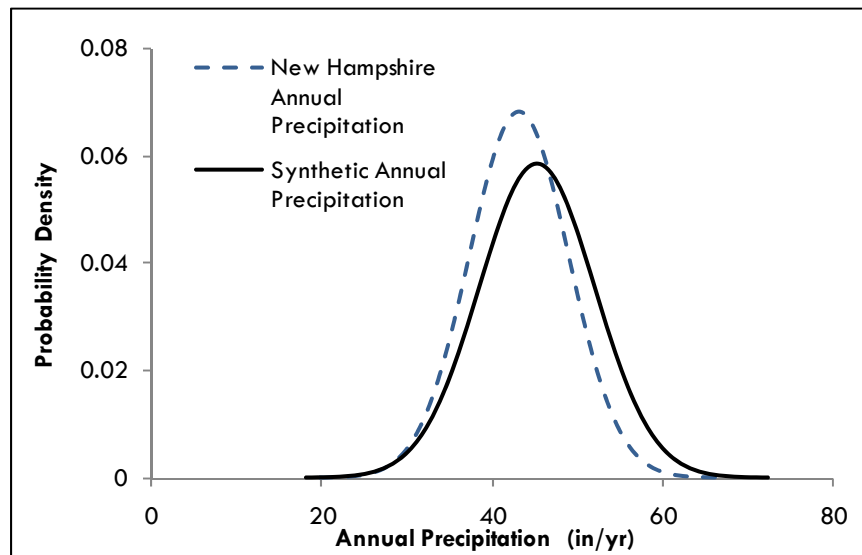 0.08
New Hampshire
Annual
Precipitation
Synthetic Annual
Precipitation
0.06
0.04
0.02
0
Probability Density
0
20
40
60
80
Annual Precipitation (in/yr)